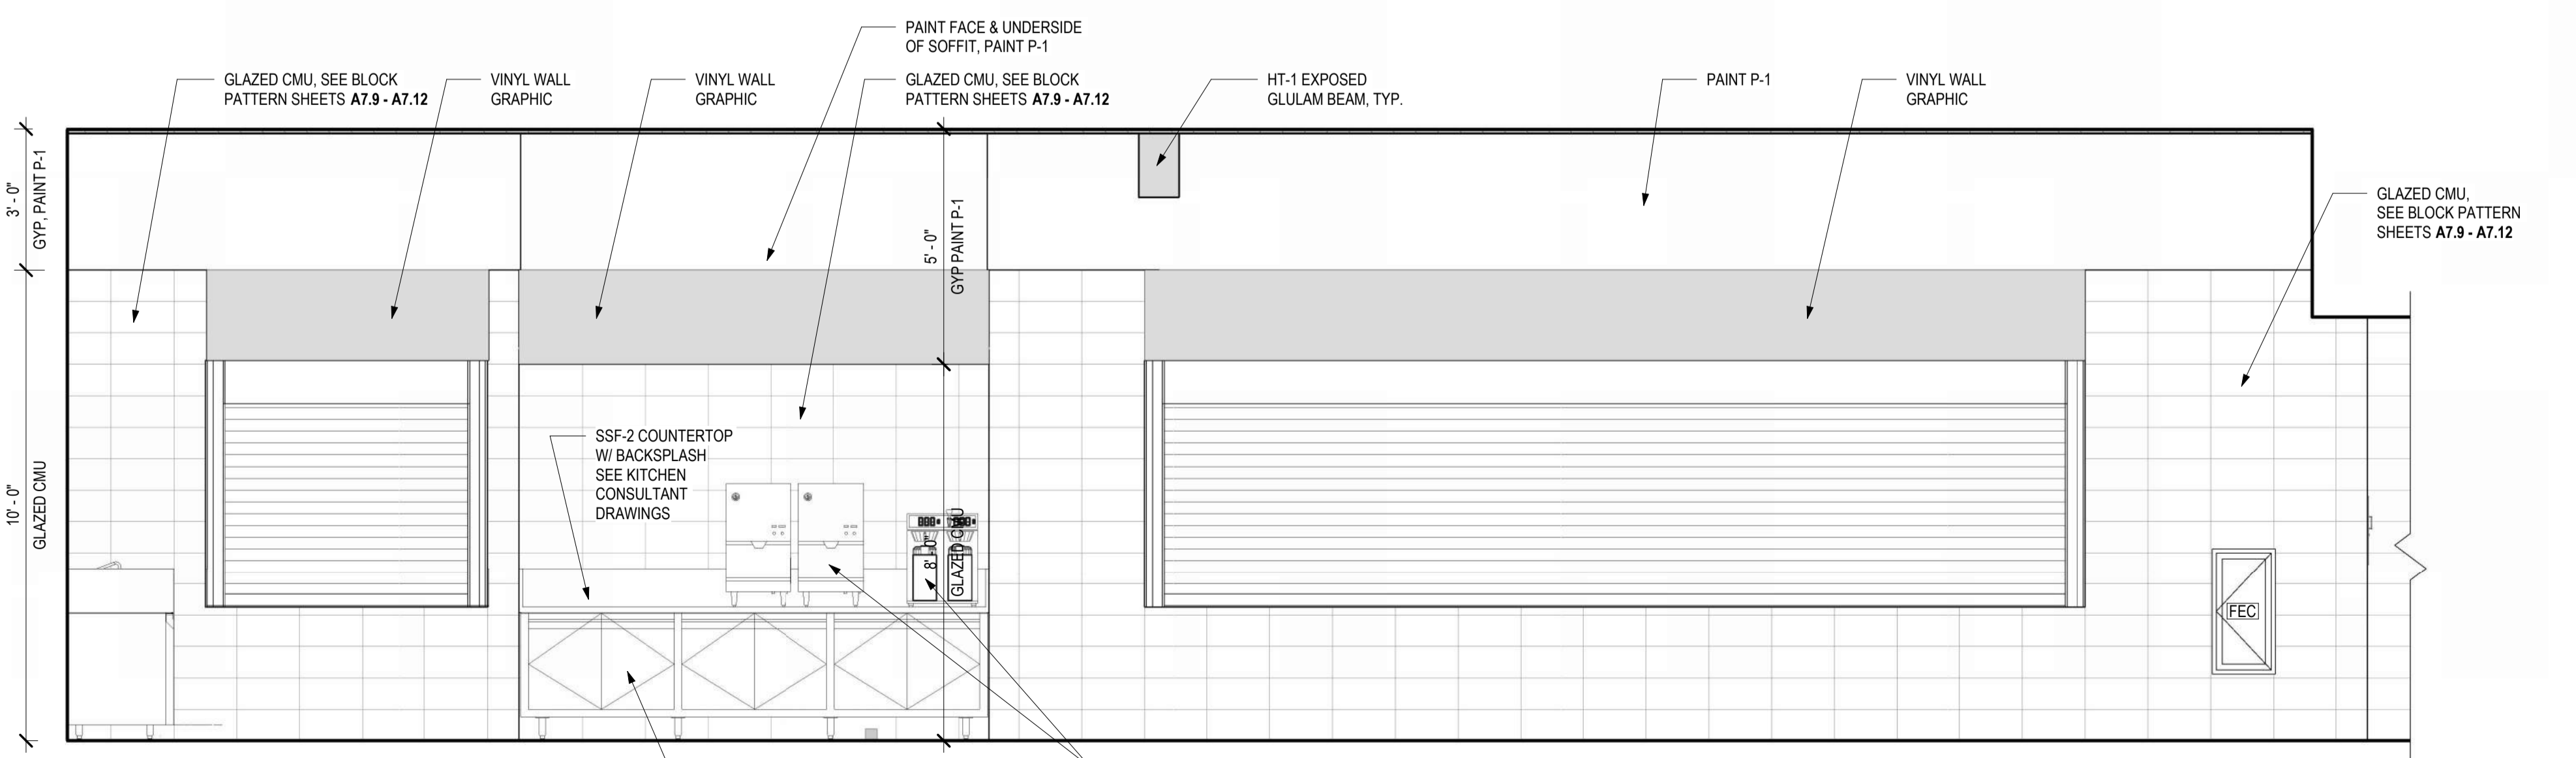 PAINT FACE & UNDERSIDE
OF SOFFIT, PAINT P-1
GLAZED CMU, SEE BLOCK
PATTERN SHEETS A7.9 - A7.12
VINYL WALL
GRAPHIC
VINYL WALL
GRAPHIC
GLAZED CMU, SEE BLOCK
PATTERN SHEETS A7.9 - A7.12
HT-1 EXPOSED
GLULAM BEAM, TYP.
PAINT P-1
VINYL WALL
GRAPHIC
3' - 0"
GYP, PAINT P-1
5' - 0"
GYP PAINT P-1
GLAZED CMU,
SEE BLOCK PATTERN
SHEETS A7.9 - A7.12
10' - 0"
GLAZED CMU
SSF-2 COUNTERTOP
W/ BACKSPLASH
SEE KITCHEN
CONSULTANT
DRAWINGS
8' - 0"
GLAZED CMU
FEC